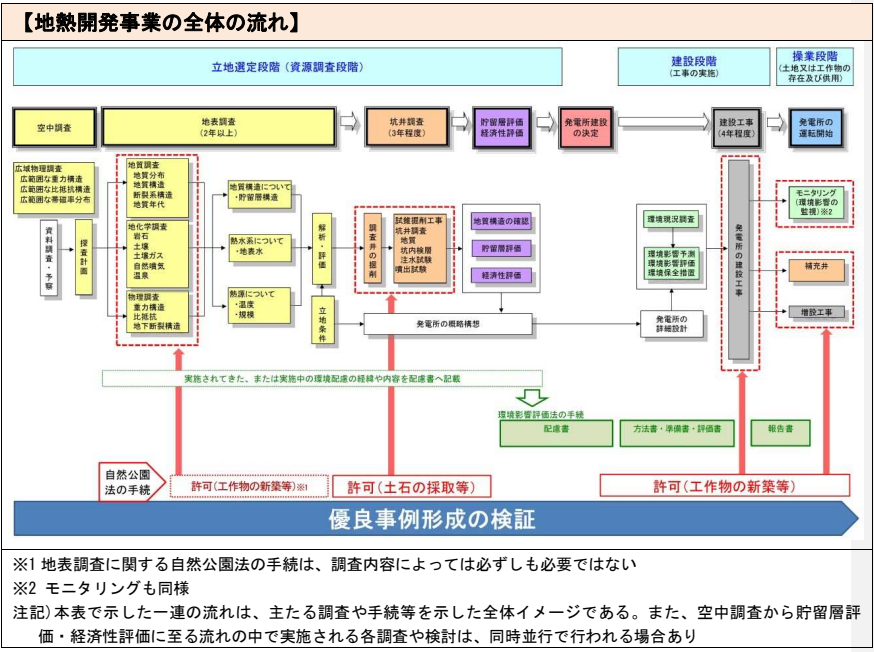 【地熱開発事業の全体の流れ】
立地選定段階（資源調査段階）
建設段階
（工事の実施）
操業段階
（土地又は工作物の
存在及び供用）
空中調査
地表調査
（2年以上）
坑井調査
（3年程度）
貯留層評価
経済性評価
発電所建設
の決定
建設工事
（4年程度）
発電所の
運転開始
広域物理調査
広範囲な重力構造
広範囲な比抵抗構造
広範囲な帯磁率分布
資料調査・予察
探査計画
地質調査
地質分布
地質構造
断裂系構造
地質年代
地化学調査
岩石
土壌
土壌ガス
自然噴気
温泉
物理調査
重力構造
比抵抗
地下断裂構造
地質構造について
・貯留層構造
熱水系について
・地表水
熱源について
・温度
・規模
解析・評価
立地条件
調査井の掘削
試錐掘削工事
坑井調査
地質
坑内検層
注水試験
噴出試験
地質構造の確認
貯留層評価
経済性評価
発電所の概略構想
環境現況調査
環境影響予測
環境影響評価
環境保全措置
発電所の
詳細設計
発電所の建設工事
モニタリング
（環境影響の
監視）※2
補充井
増設工事
実施されてきた、または実施中の環境配慮の経緯や内容を配慮書へ記載
環境影響評価法の手続
配慮書
方法書・準備書・評価書
報告書
自然公園
法の手続
許可(工作物の新築等)※1
許可(土石の採取等)
許可(工作物の新築等)
優良事例形成の検証
※1 地表調査に関する自然公園法の手続は、調査内容によっては必ずしも必要ではない
※2 モニタリングも同様
注記)本表で示した一連の流れは、主たる調査や手続等を示した全体イメージである。また、空中調査から貯留層評
価・経済性評価に至る流れの中で実施される各調査や検討は、同時並行で行われる場合あり